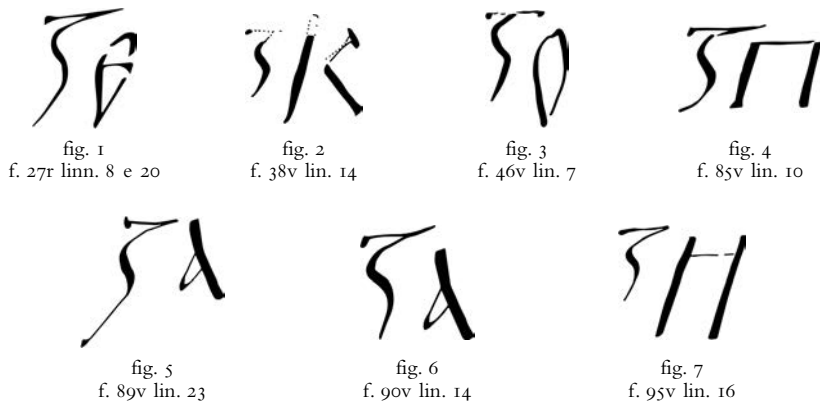 fig. 1
f. 27r linn. 8 e 20
fig. 2
f. 38v lin. 14
fig. 3
f. 46v lin. 7
fig. 4
f. 85v lin. 10
fig. 5
f. 89v lin. 23
fig. 6
f. 90v lin. 14
fig. 7
f. 95v lin. 16